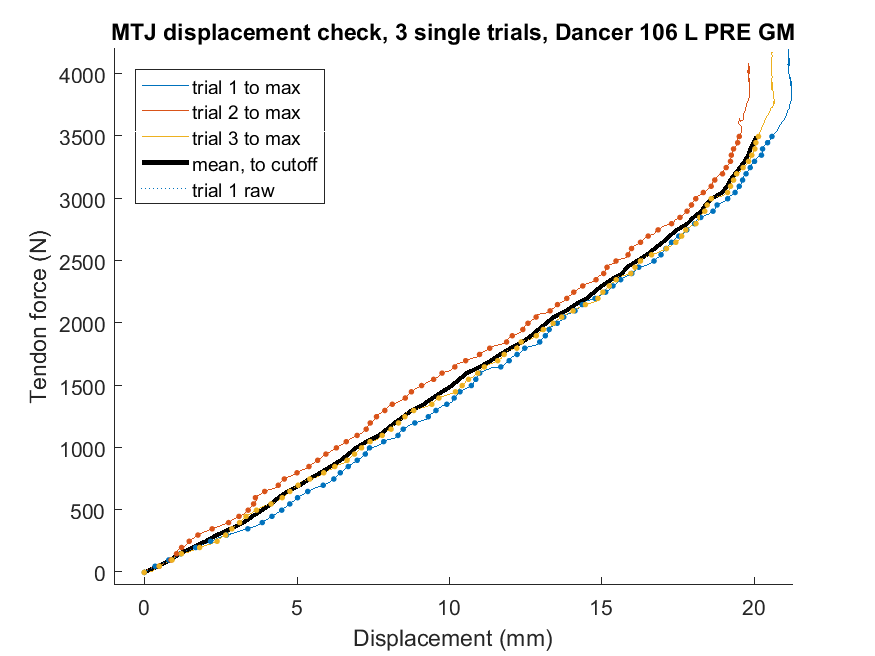 MTJ displacement check, 3 single trials, Dancer 106 L PRE GM
4000
3500
3000
2500
2000
1500
1000
500
0
Tendon force (N)
trial 1 to max
trial 2 to max
trial 3 to max
mean, to cutoff
trial 1 raw
0
5
10
15
20
Displacement (mm)